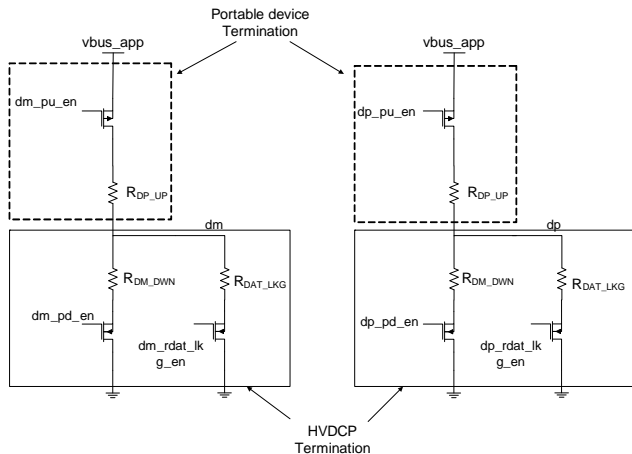 Portable device
Termination
vbus_app
vbus_app
dm_pu_en
dp_pu_en
RDP_UP
RDP_UP
dm
dp
RDM_DWN
RDAT_LKG
RDM_DWN
RDAT_LKG
dm_pd_en
dp_pd_en
dm_rdat_lk
g_en
dp_rdat_lk
g_en
HVDCP
Termination